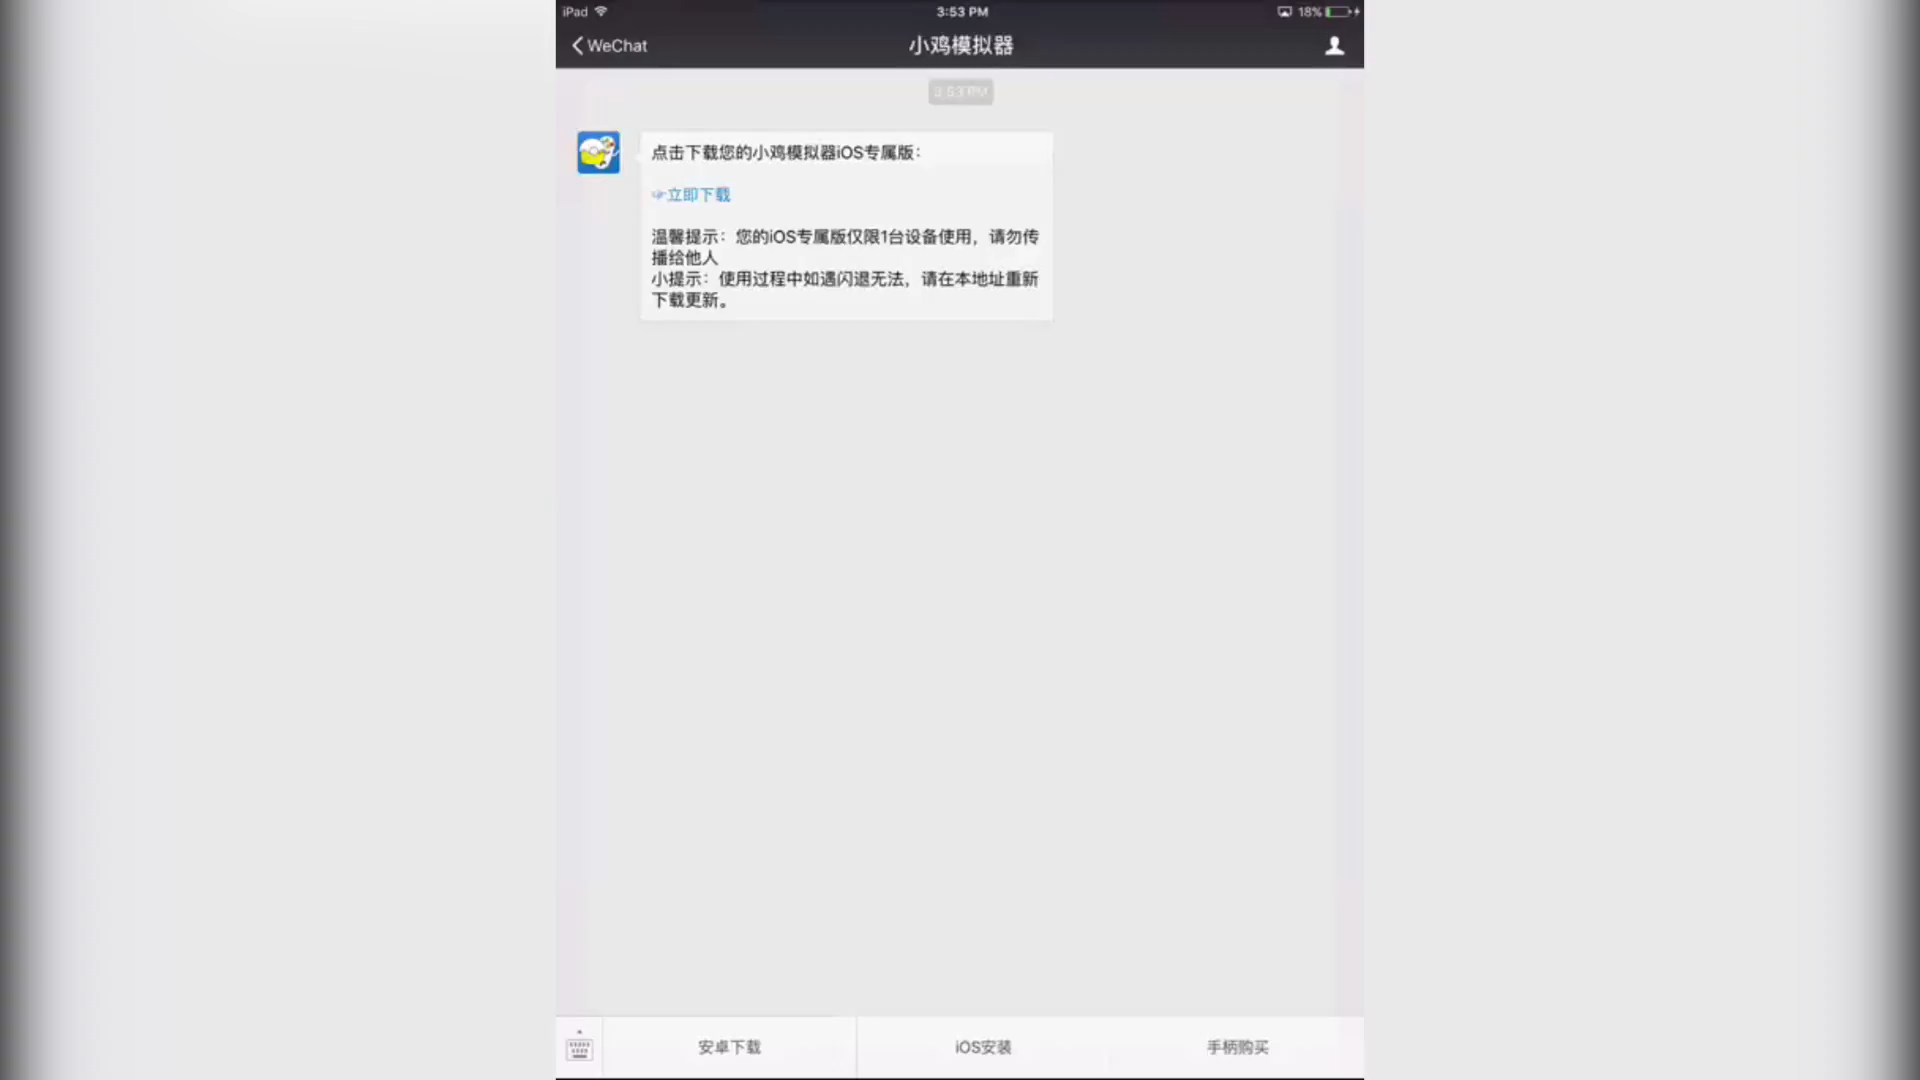 iPad
3:53 PM
18%
WeChat
小鸡模拟器
3:53 PM
点击下载您的小鸡模拟器iOS专属版：
☞立即下载
温馨提示：您的iOS专属版仅限1台设备使用，请勿传
播给他人
小提示：使用过程中如遇闪退无法，请在本地址重新
下载更新。
安卓下载
iOS安装
手柄购买